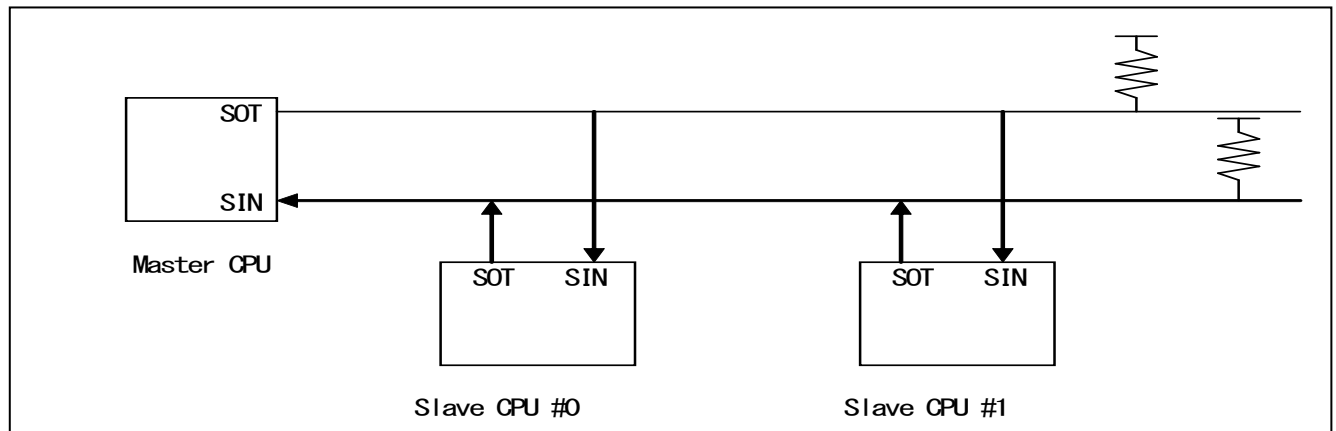 SOT
SIN
Master CPU
SOT SIN
SOT SIN
Slave CPU #0
Slave CPU #1